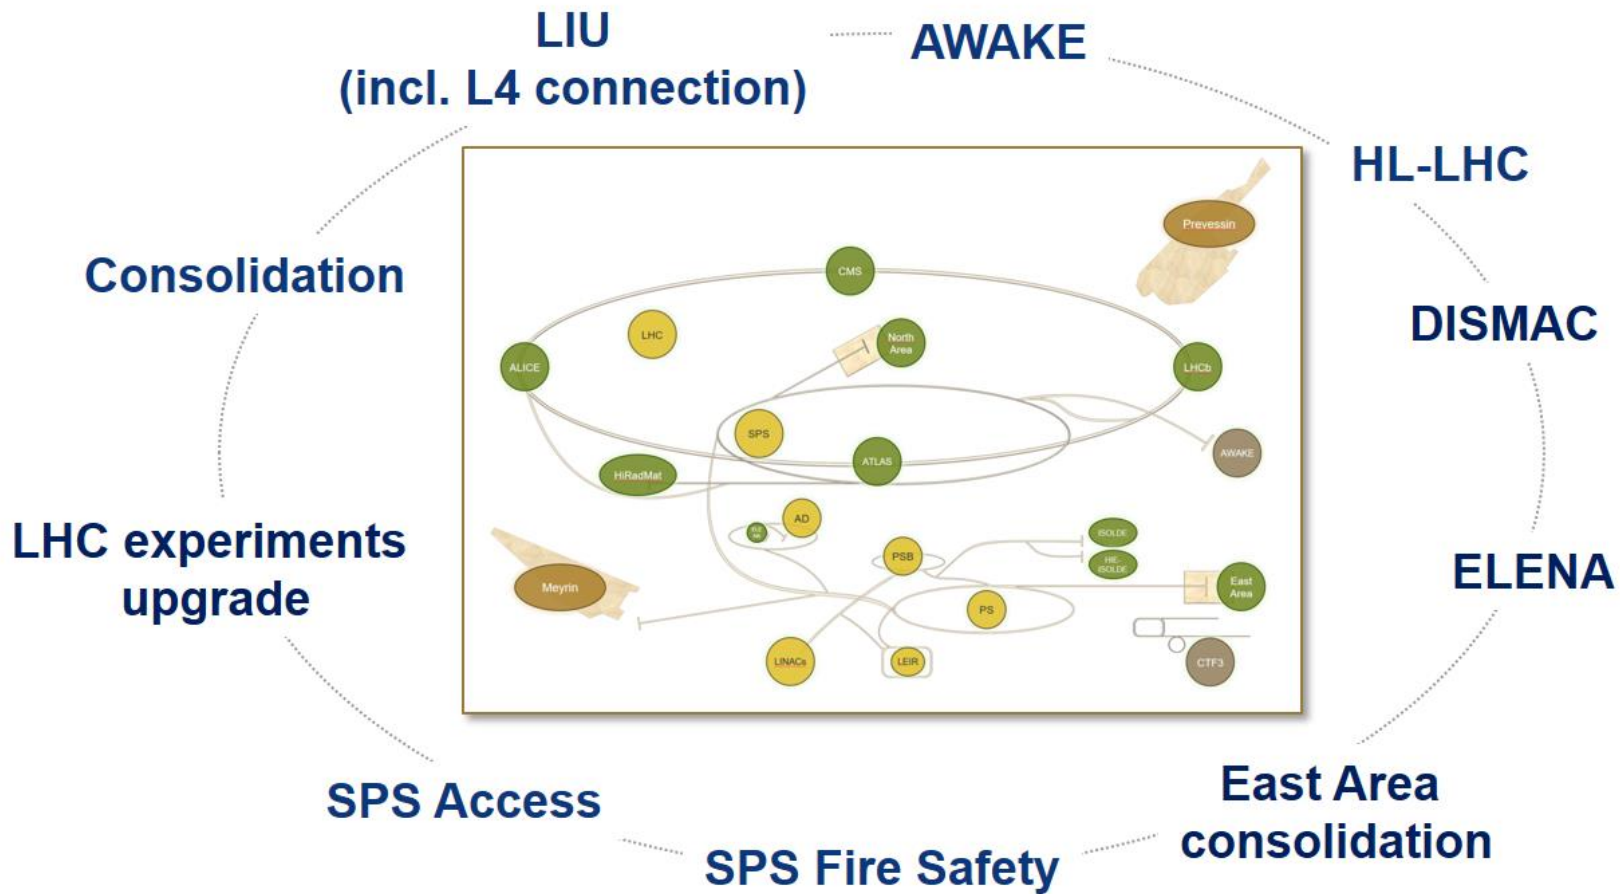 LIU
(incl. L4 connection)
AWAKE
HL-LHC
DISMAC
ELENA
East Area
consolidation
SPS Fire Safety
SPS Access
LHC experiments
upgrade
Consolidation
Prevessin
CMS
LHC
North
Area
ALICE
LHCb
SPS
ATLAS
AWAKE
HiRadMat
AD
ISOLDE
PSB
HIE-
ISOLDE
Meyrin
East
Area
PS
LINACs
LEIR
CTF3